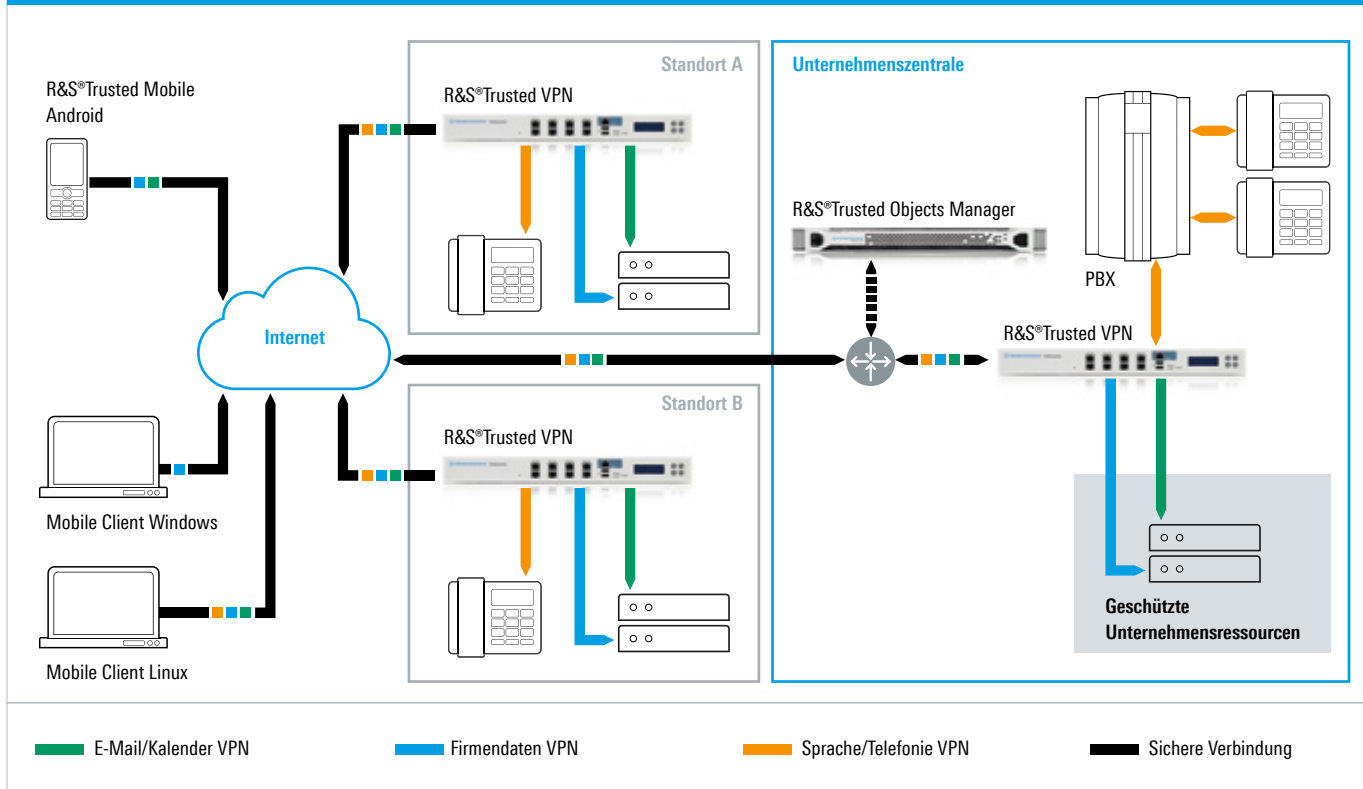 Standort A
Unternehmenszentrale
R&S®Trusted Mobile
Android
R&S®Trusted VPN
R&S®Trusted Objects Manager
PBX
Internet
R&S®Trusted VPN
Standort B
R&S®Trusted VPN
Mobile Client Windows
Geschützte
Unternehmensressourcen
Mobile Client Linux
E-Mail/Kalender VPN
Firmendaten VPN
Sprache/Telefonie VPN
Sichere Verbindung